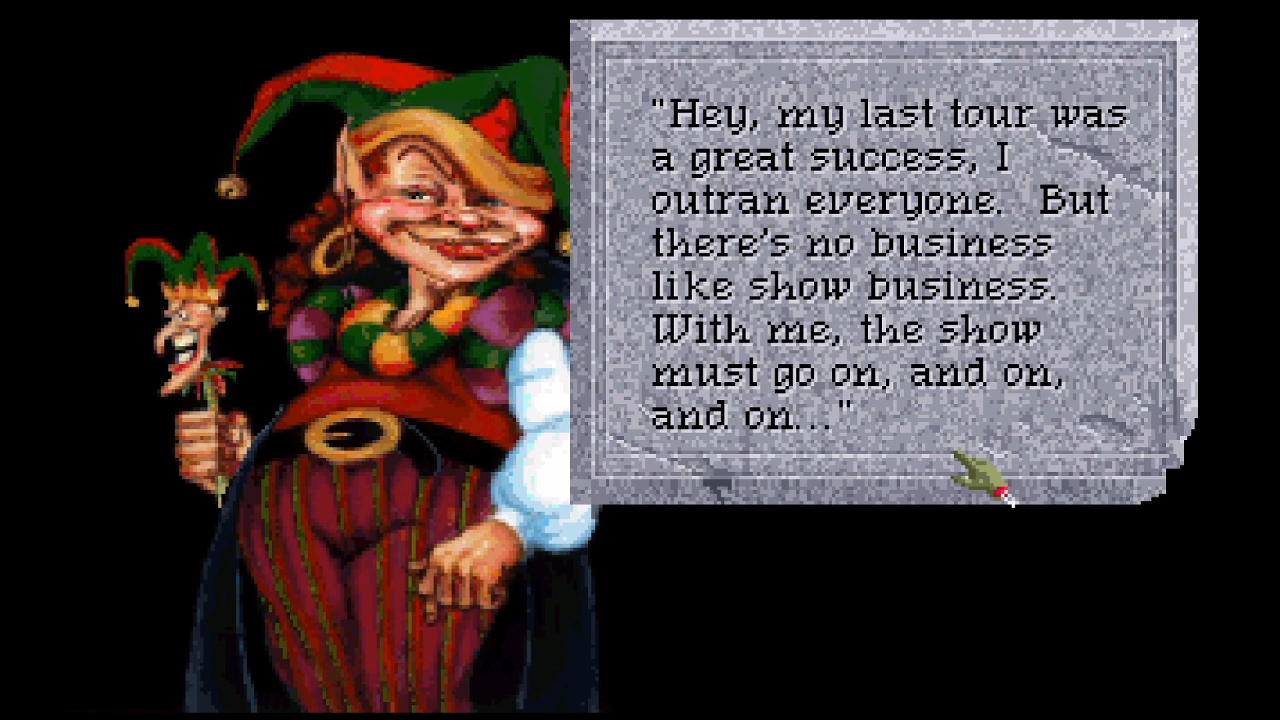 "Hey, my last tour was
a great success, I
outran everyone.  But
there's no business
like show business.
With me, the show
must go on, and on,
and on..."